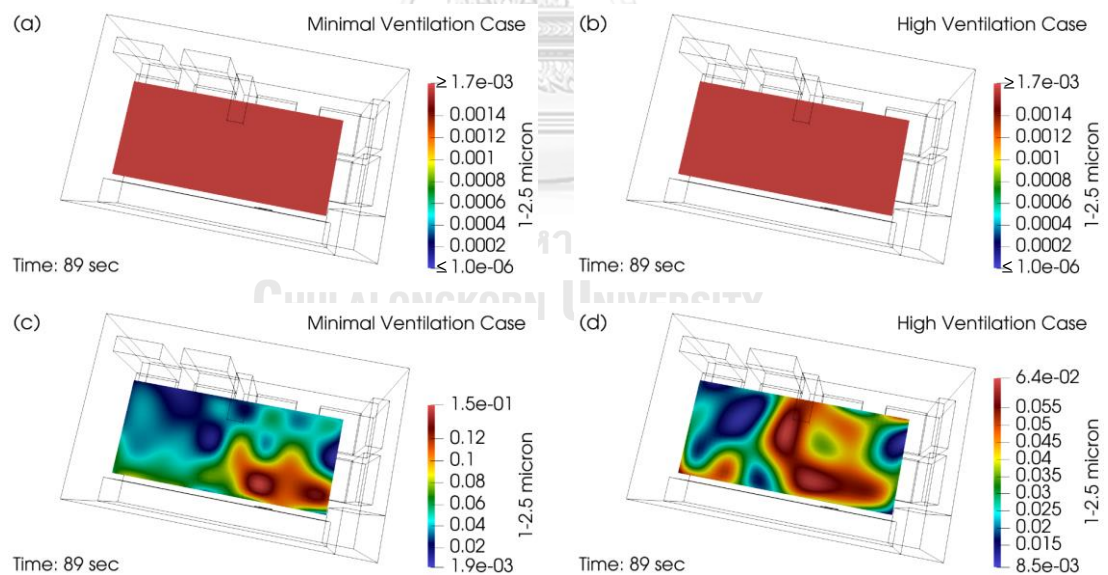 (a) Minimal Ventilation Case
≥ 1.7e-03
0.0014
0.0012
0.001
0.0008
0.0006
0.0004
0.0002
≤ 1.0e-06
1-2.5 micron
Time: 89 sec
(b) High Ventilation Case
≥ 1.7e-03
0.0014
0.0012
0.001
0.0008
0.0006
0.0004
0.0002
≤ 1.0e-06
1-2.5 micron
Time: 89 sec
CHULALONGKORN UNIVERSITY
(c) Minimal Ventilation Case
1.5e-01
0.12
0.1
0.08
0.06
0.04
0.02
1.9e-03
1-2.5 micron
Time: 89 sec
(d) High Ventilation Case
6.4e-02
0.055
0.05
0.045
0.04
0.035
0.03
0.025
0.02
0.015
8.5e-03
1-2.5 micron
Time: 89 sec